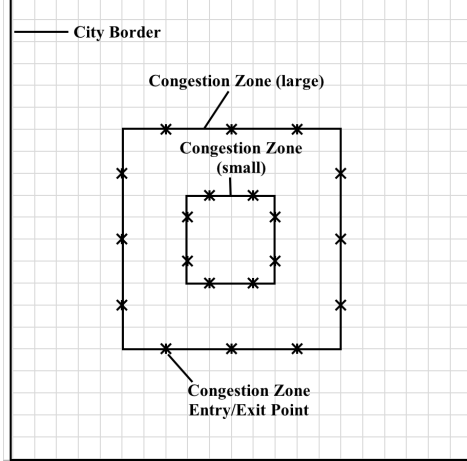 City Border
Congestion Zone (large)
Congestion Zone
(small)
Congestion Zone
Entry/Exit Point